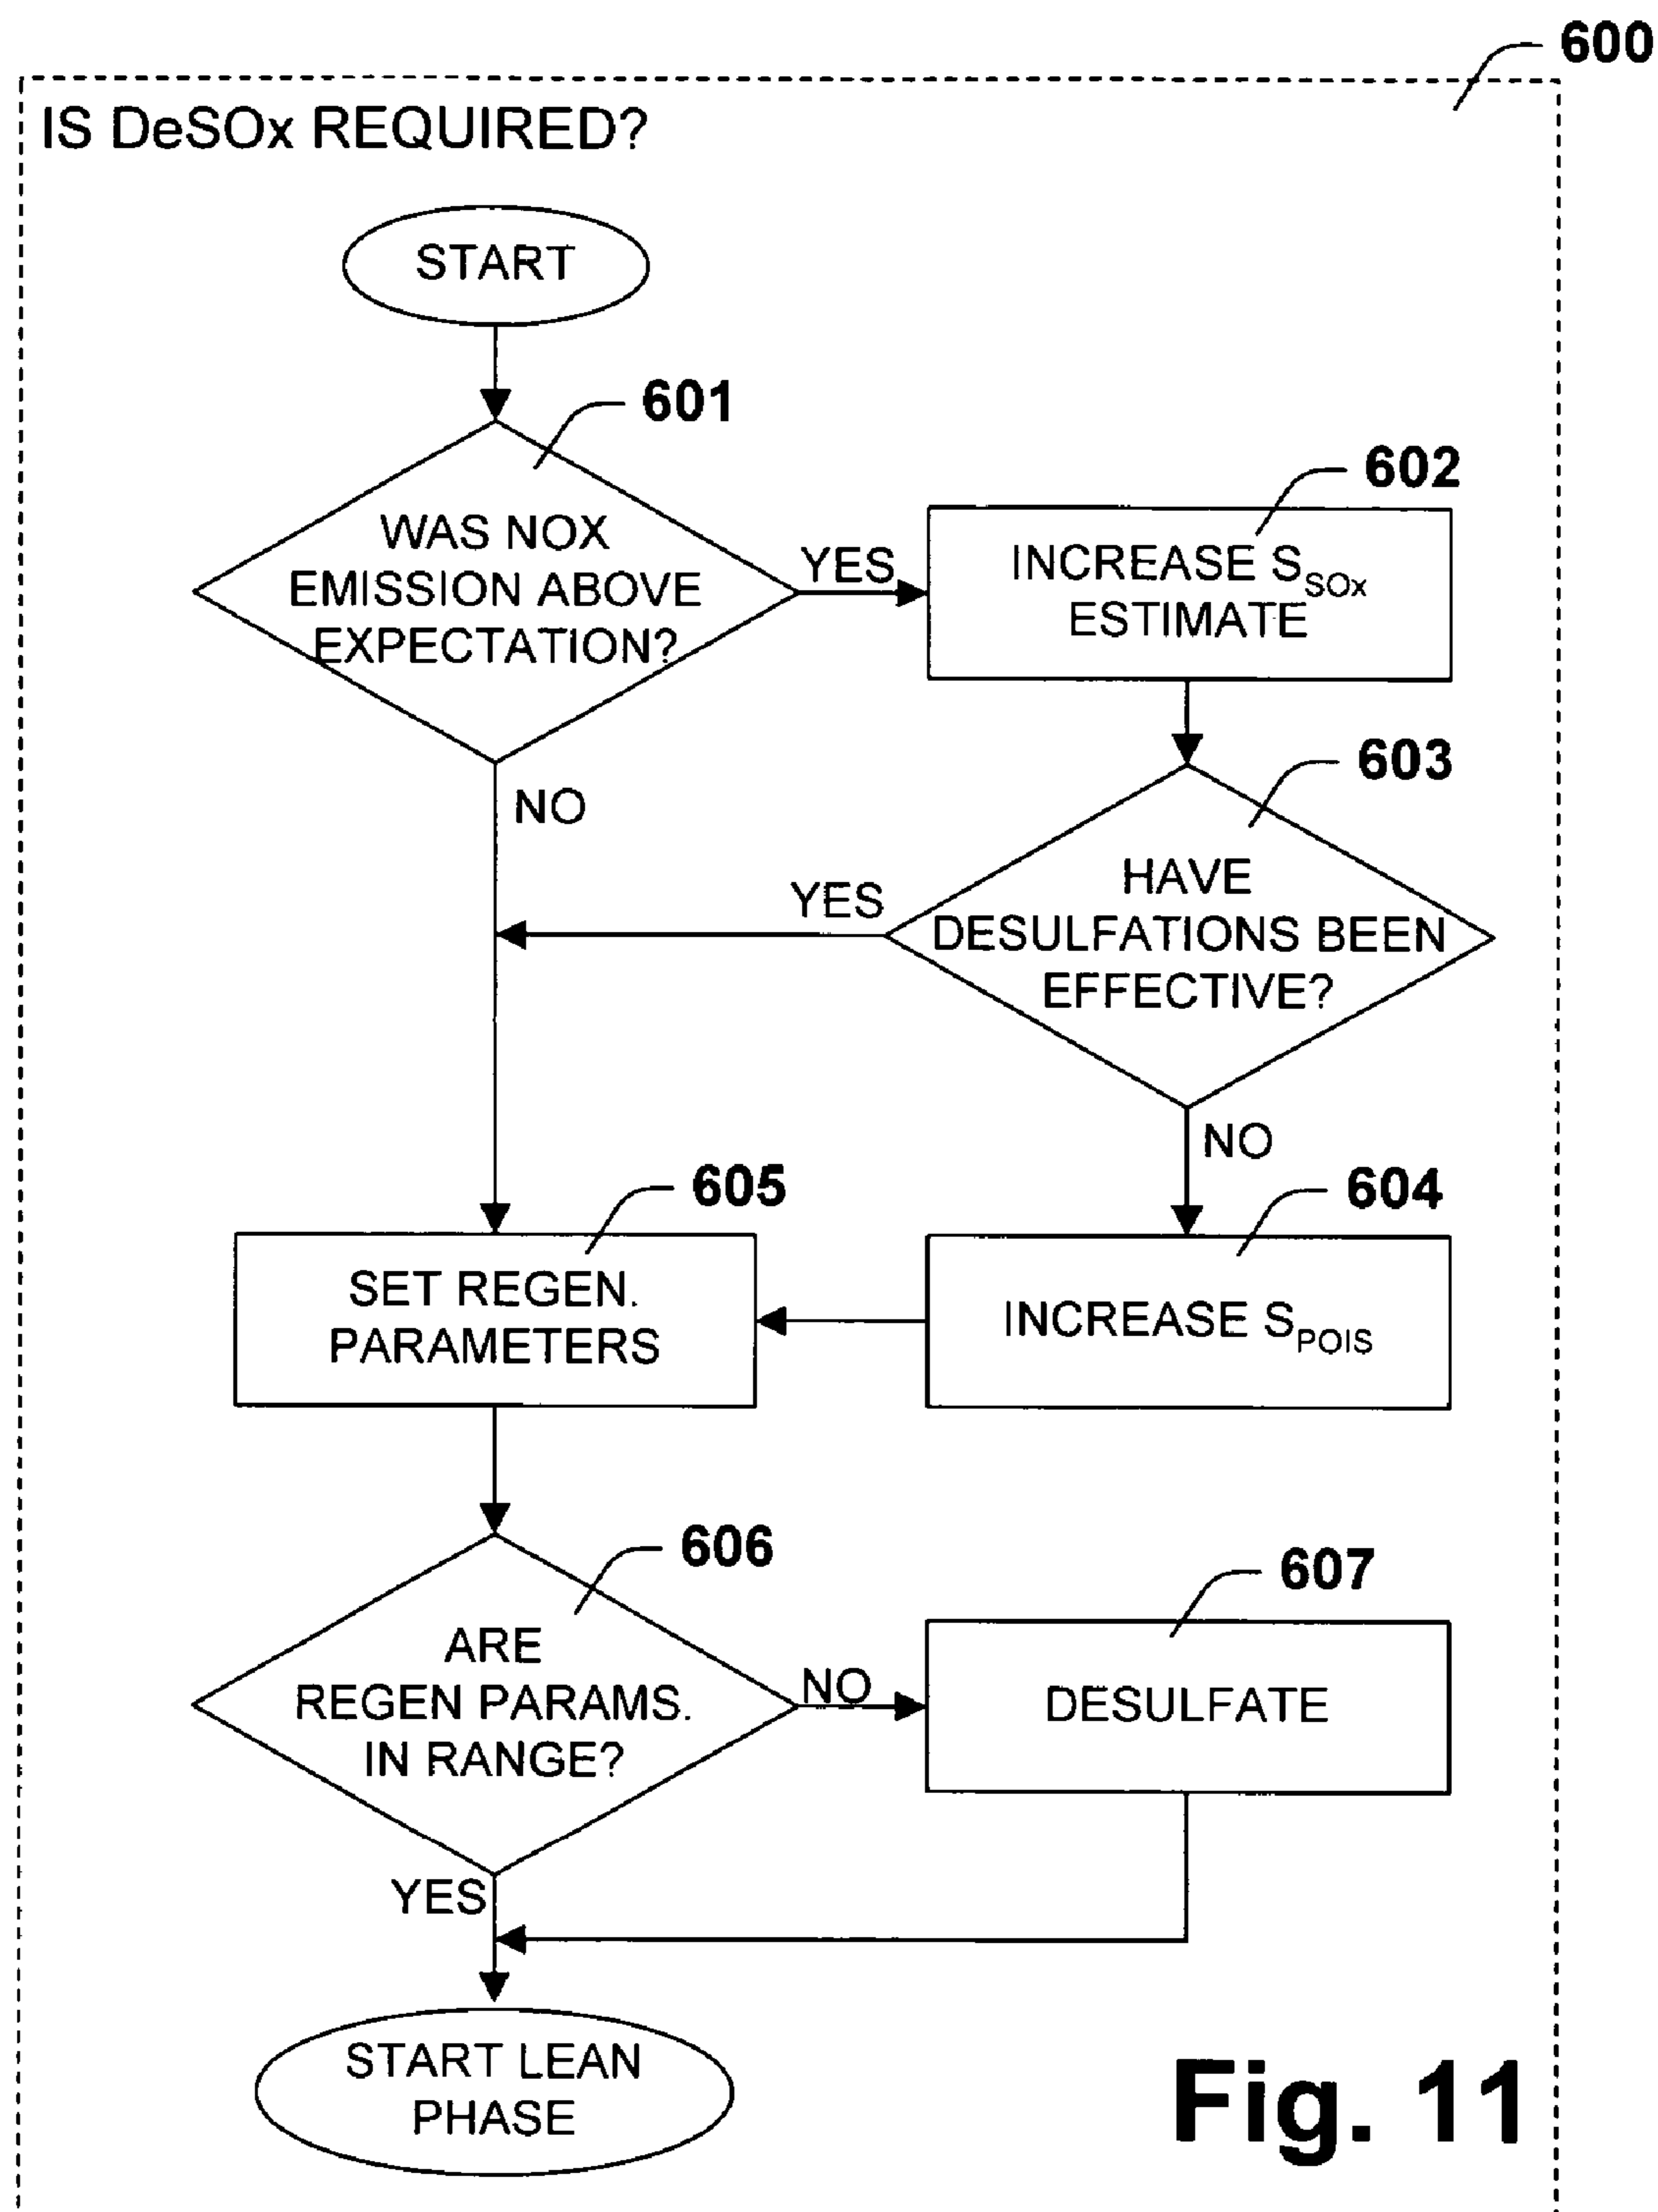 600
IS DeSOx REQUIRED?
START
601
WAS NOX
EMISSION ABOVE
EXPECTATION?
YES
602
INCREASE S_SOx
ESTIMATE
NO
603
HAVE
DESULFATIONS BEEN
EFFECTIVE?
YES
NO
605
SET REGEN.
PARAMETERS
604
INCREASE S_POIS
606
ARE
REGEN PARAMS.
IN RANGE?
NO
607
DESULFATE
YES
START LEAN
PHASE
Fig. 11